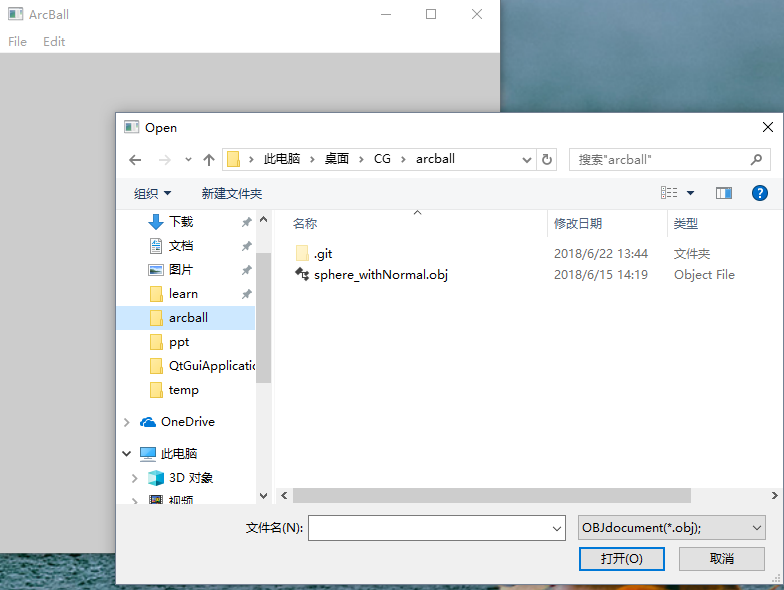 ArcBall
File Edit
Open
此电脑 桌面 CG arcball
搜索"arcball"
组织 新建文件夹
名称 修改日期 类型
下载
文档
图片
learn
arcball
ppt
QtGuiApplicatio
temp
OneDrive
此电脑
3D 对象
视频
.git 2018/6/22 13:44 文件夹
sphere_withNormal.obj 2018/6/15 14:19 Object File
文件名(N): OBJdocument(*.obj);
打开(O) 取消